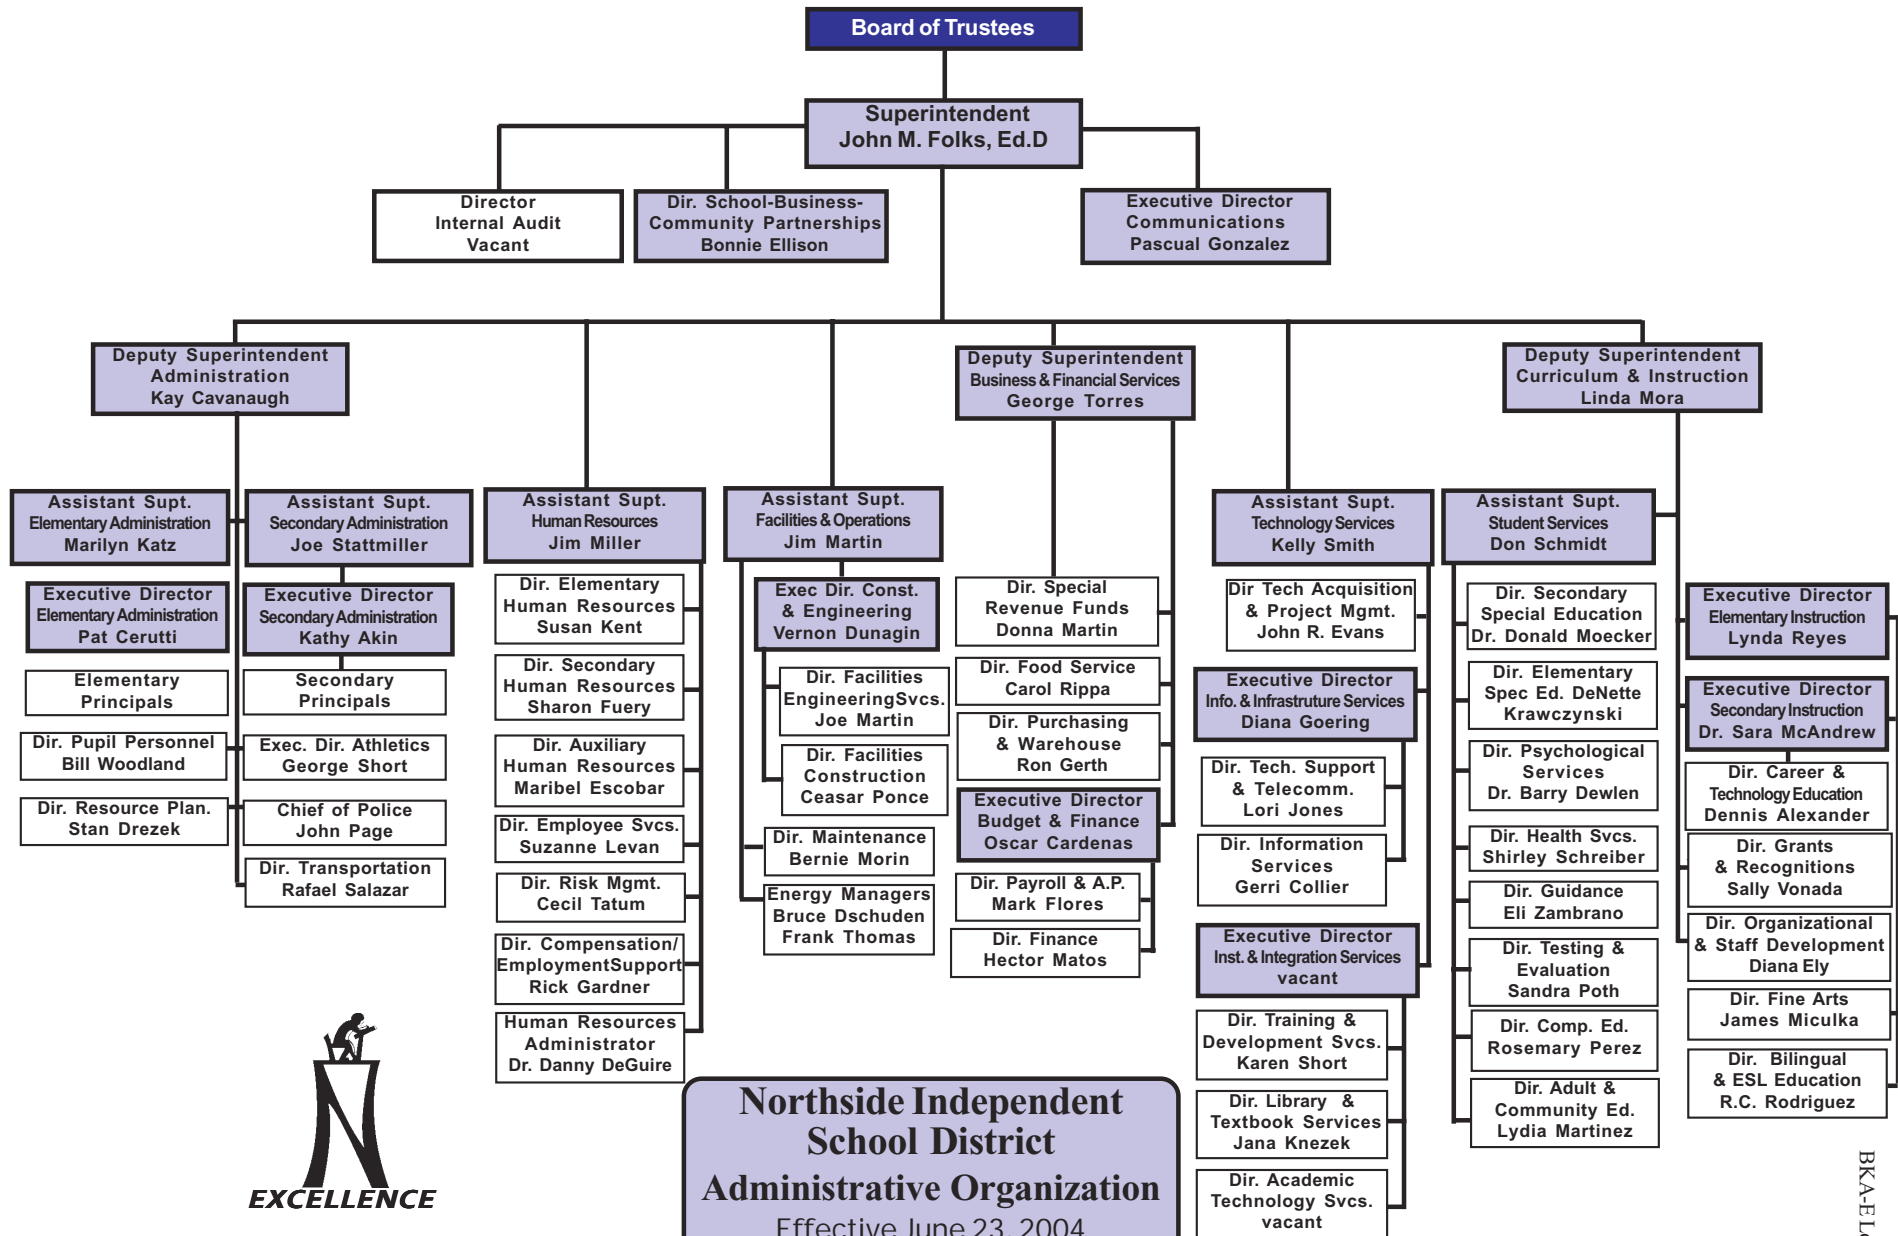 Board of Trustees
Superintendent
John M. Folks, Ed.D
Director
Internal Audit
Vacant
Dir. School-Business-
Community Partnerships
Bonnie Ellison
Executive Director
Communications
Pascual Gonzalez
Deputy Superintendent
Administration
Kay Cavanaugh
Deputy Superintendent
Business & Financial Services
George Torres
Deputy Superintendent
Curriculum & Instruction
Linda Mora
Assistant Supt.
Elementary Administration
Marilyn Katz
Executive Director
Elementary Administration
Pat Cerutti
Elementary
Principals
Dir. Pupil Personnel
Bill Woodland
Dir. Resource Plan.
Stan Drezek
Assistant Supt.
Secondary Administration
Joe Stattmiller
Executive Director
Secondary Administration
Kathy Akin
Secondary
Principals
Exec. Dir. Athletics
George Short
Chief of Police
John Page
Dir. Transportation
Rafael Salazar
Assistant Supt.
Human Resources
Jim Miller
Dir. Elementary
Human Resources
Susan Kent
Dir. Secondary
Human Resources
Sharon Fuery
Dir. Auxiliary
Human Resources
Maribel Escobar
Dir. Employee Svcs.
Suzanne Levan
Dir. Risk Mgmt.
Cecil Tatum
Dir. Compensation/
EmploymentSupport
Rick Gardner
Human Resources
Administrator
Dr. Danny DeGuire
Assistant Supt.
Facilities & Operations
Jim Martin
Exec Dir. Const.
& Engineering
Vernon Dunagin
Dir. Facilities
EngineeringSvcs.
Joe Martin
Dir. Facilities
Construction
Ceasar Ponce
Dir. Maintenance
Bernie Morin
Energy Managers
Bruce Dschuden
Frank Thomas
Dir. Special
Revenue Funds
Donna Martin
Dir. Food Service
Carol Rippa
Dir. Purchasing
& Warehouse
Ron Gerth
Executive Director
Budget & Finance
Oscar Cardenas
Dir. Payroll & A.P.
Mark Flores
Dir. Finance
Hector Matos
Assistant Supt.
Technology Services
Kelly Smith
Dir Tech Acquisition
& Project Mgmt.
John R. Evans
Executive Director
Info. & Infrastruture Services
Diana Goering
Dir. Tech. Support
& Telecomm.
Lori Jones
Dir. Information
Services
Gerri Collier
Executive Director
Inst. & Integration Services
vacant
Dir. Training &
Development Svcs.
Karen Short
Dir. Library &
Textbook Services
Jana Knezek
Dir. Academic
Technology Svcs.
vacant
Assistant Supt.
Student Services
Don Schmidt
Dir. Secondary
Special Education
Dr. Donald Moecker
Dir. Elementary
Spec Ed. DeNette
Krawczynski
Dir. Psychological
Services
Dr. Barry Dewlen
Dir. Health Svcs.
Shirley Schreiber
Dir. Guidance
Eli Zambrano
Dir. Testing &
Evaluation
Sandra Poth
Dir. Comp. Ed.
Rosemary Perez
Dir. Adult &
Community Ed.
Lydia Martinez
Executive Director
Elementary Instruction
Lynda Reyes
Executive Director
Secondary Instruction
Dr. Sara McAndrew
Dir. Career &
Technology Education
Dennis Alexander
Dir. Grants
& Recognitions
Sally Vonada
Dir. Organizational
& Staff Development
Diana Ely
Dir. Fine Arts
James Miculka
Dir. Bilingual
& ESL Education
R.C. Rodriguez
N
EXCELLENCE
Northside Independent
School District
Administrative Organization
Effective June 23, 2004
BKA-E